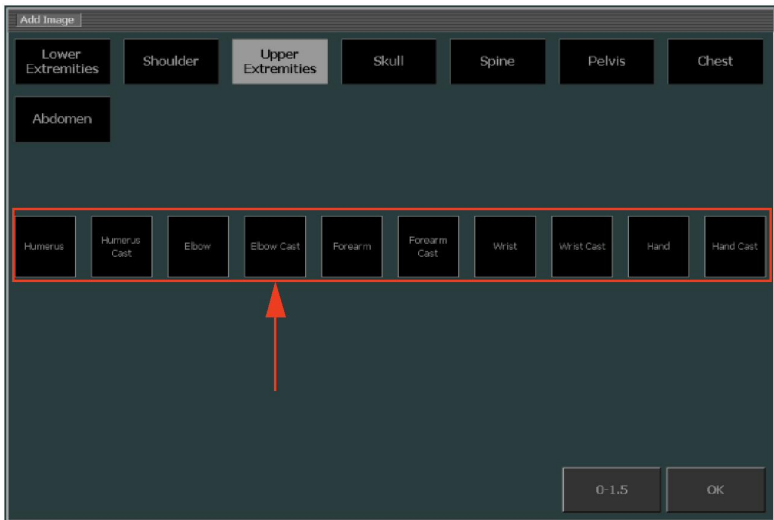 Add Image
Lower
Extremities
Shoulder
Upper
Extremities
Skull
Spine
Pelvis
Chest
Abdomen
Humerus
Humerus
Cast
Elbow
Elbow Cast
Forearm
Forearm
Cast
Wrist
Wrist Cast
Hand
Hand Cast
0-1.5
OK